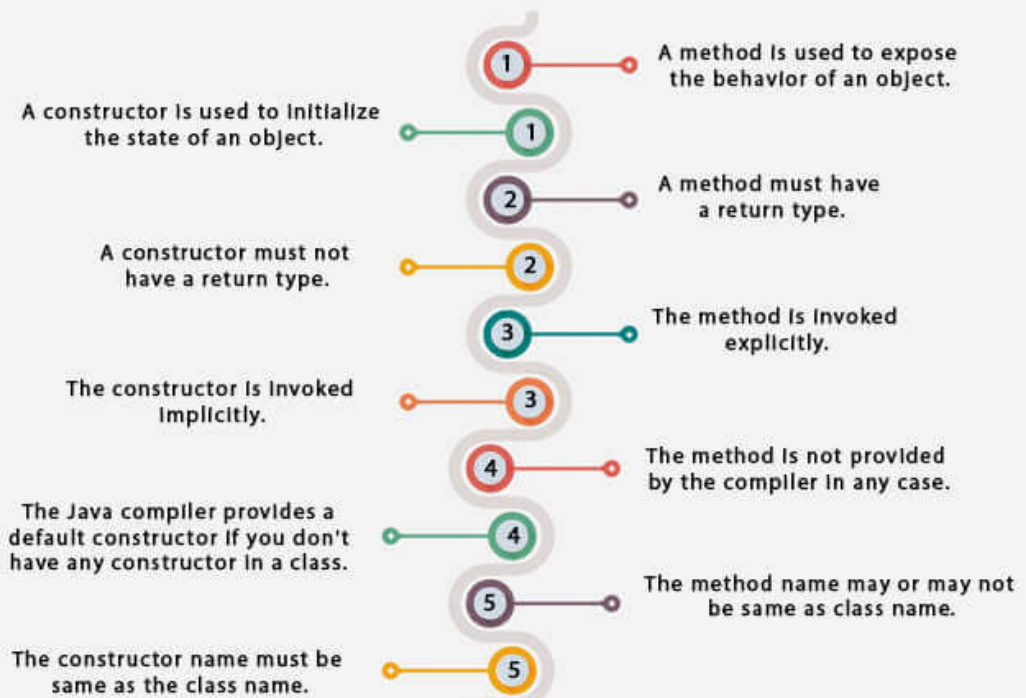 1
A method is used to expose
the behavior of an object.
A constructor is used to initialize
the state of an object.
1
2
A method must have
a return type.
A constructor must not
have a return type.
2
3
The method is invoked
explicitly.
The constructor is invoked
implicitly.
3
4
The method is not provided
by the compiler in any case.
The Java compiler provides a
default constructor if you don't
have any constructor in a class.
4
5
The method name may or may not
be same as class name.
The constructor name must be
same as the class name.
5